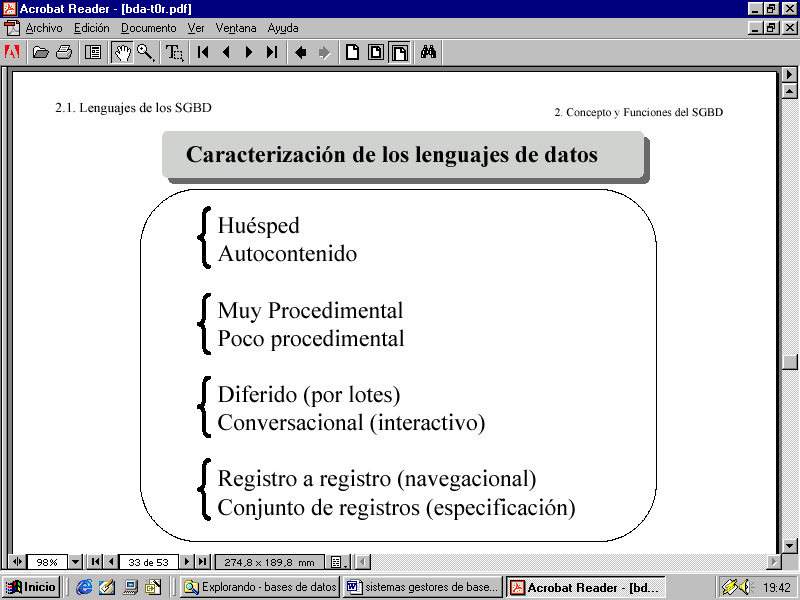 Acrobat Reader - [bda-t0r.pdf]
Archivo Edición Documento Ver Ventana Ayuda
2.1. Lenguajes de los SGBD
2. Concepto y Funciones del SGBD
Caracterización de los lenguajes de datos
Huésped
Autocontenido
Muy Procedimental
Poco procedimental
Diferido (por lotes)
Conversacional (interactivo)
Registro a registro (navegacional)
Conjunto de registros (especificación)
98% 33 de 53 274,8 x 189,8 mm
Inicio Explorando - bases de datos sistemas gestores de base... Acrobat Reader - [bd... 19:42